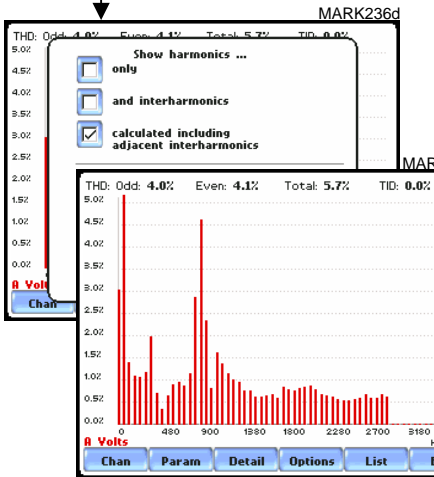 MARK236d
THD: Odd: 4.0% Even: 4.1% Total: 5.7% TID: 0.0%
5.0%
4.5%
4.0%
3.5%
3.0%
2.5%
2.0%
1.5%
1.0%
0.5%
0.0%
A Volts
Chan
Show harmonics ...
only
and interharmonics
calculated including
adjacent interharmonics
MAR
THD: Odd: 4.0% Even: 4.1% Total: 5.7% TID: 0.0%
5.0%
4.5%
4.0%
3.5%
3.0%
2.5%
2.0%
1.5%
1.0%
0.5%
0.0%
0 480 900 1380 1800 2280 2700 3180
A Volts
Chan Param Detail Options List